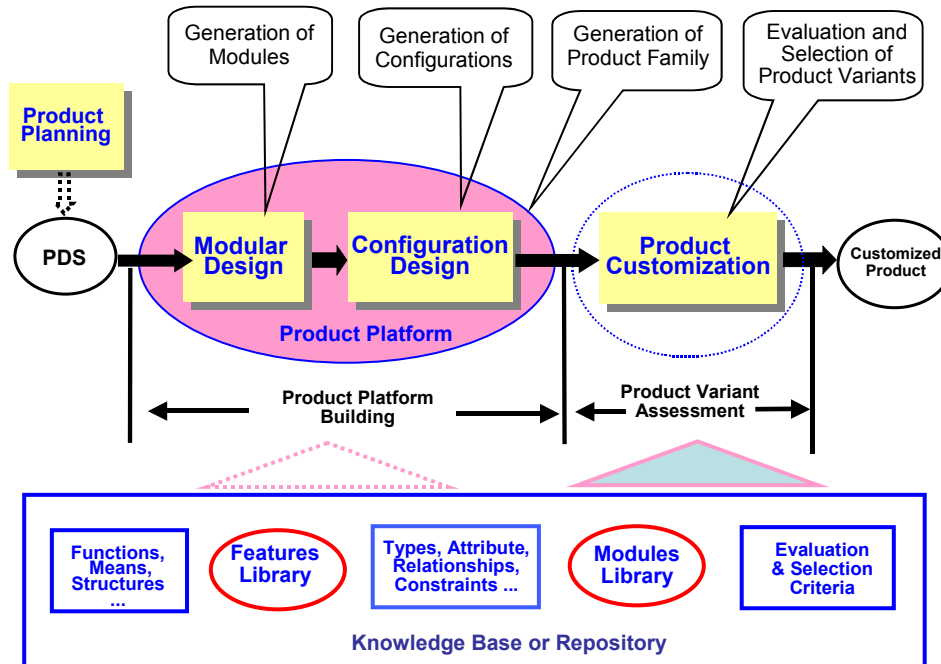 Generation of
Modules
Generation of
Configurations
Generation of
Product Family
Evaluation and
Selection of
Product Variants
Product
Planning
PDS
Modular
Design
Configuration
Design
Product
Customization
Customized
Product
Product Platform
Product Platform
Building
Product Variant
Assessment
Functions,
Means,
Structures
...
Features
Library
Types, Attribute,
Relationships,
Constraints ...
Modules
Library
Evaluation
& Selection
Criteria
Knowledge Base or Repository